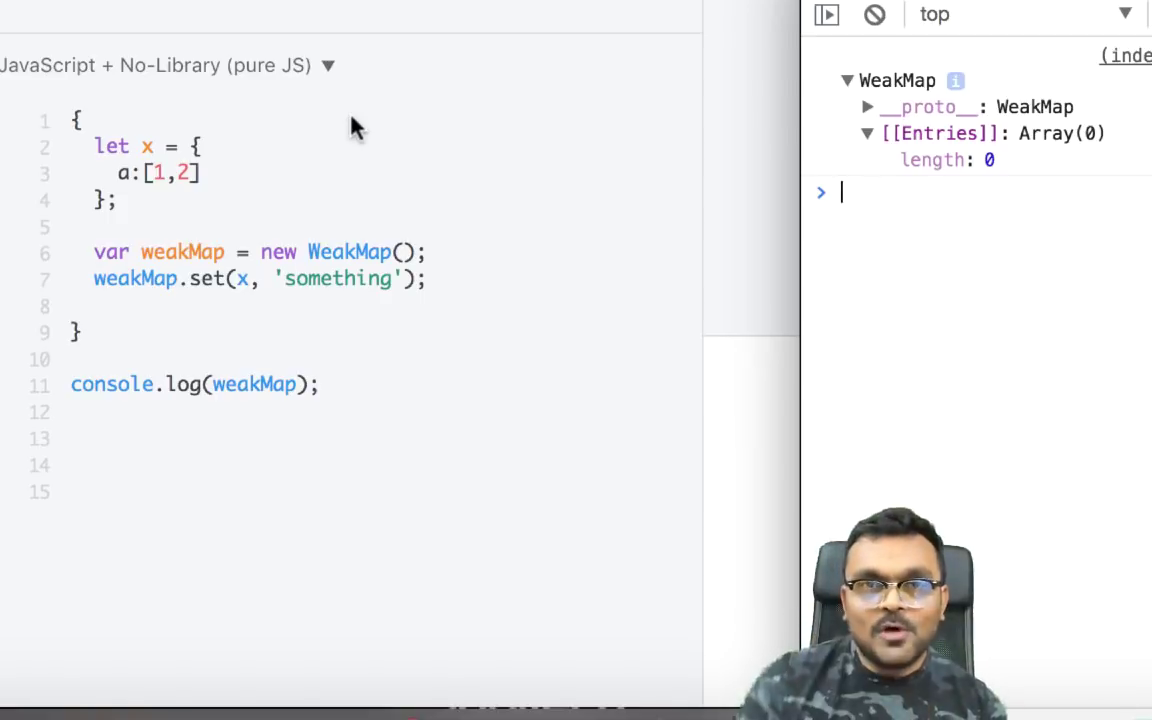 JavaScript + No-Library (pure JS) ▼
1 {
2 let x = {
3 a:[1,2]
4 };
5
6 var weakMap = new WeakMap();
7 weakMap.set(x, 'something');
8
9 }
10
11 console.log(weakMap);
12
13
14
15
top ▼
(inde
▼ WeakMap i
▶ __proto__: WeakMap
▼ [[Entries]]: Array(0)
length: 0
>